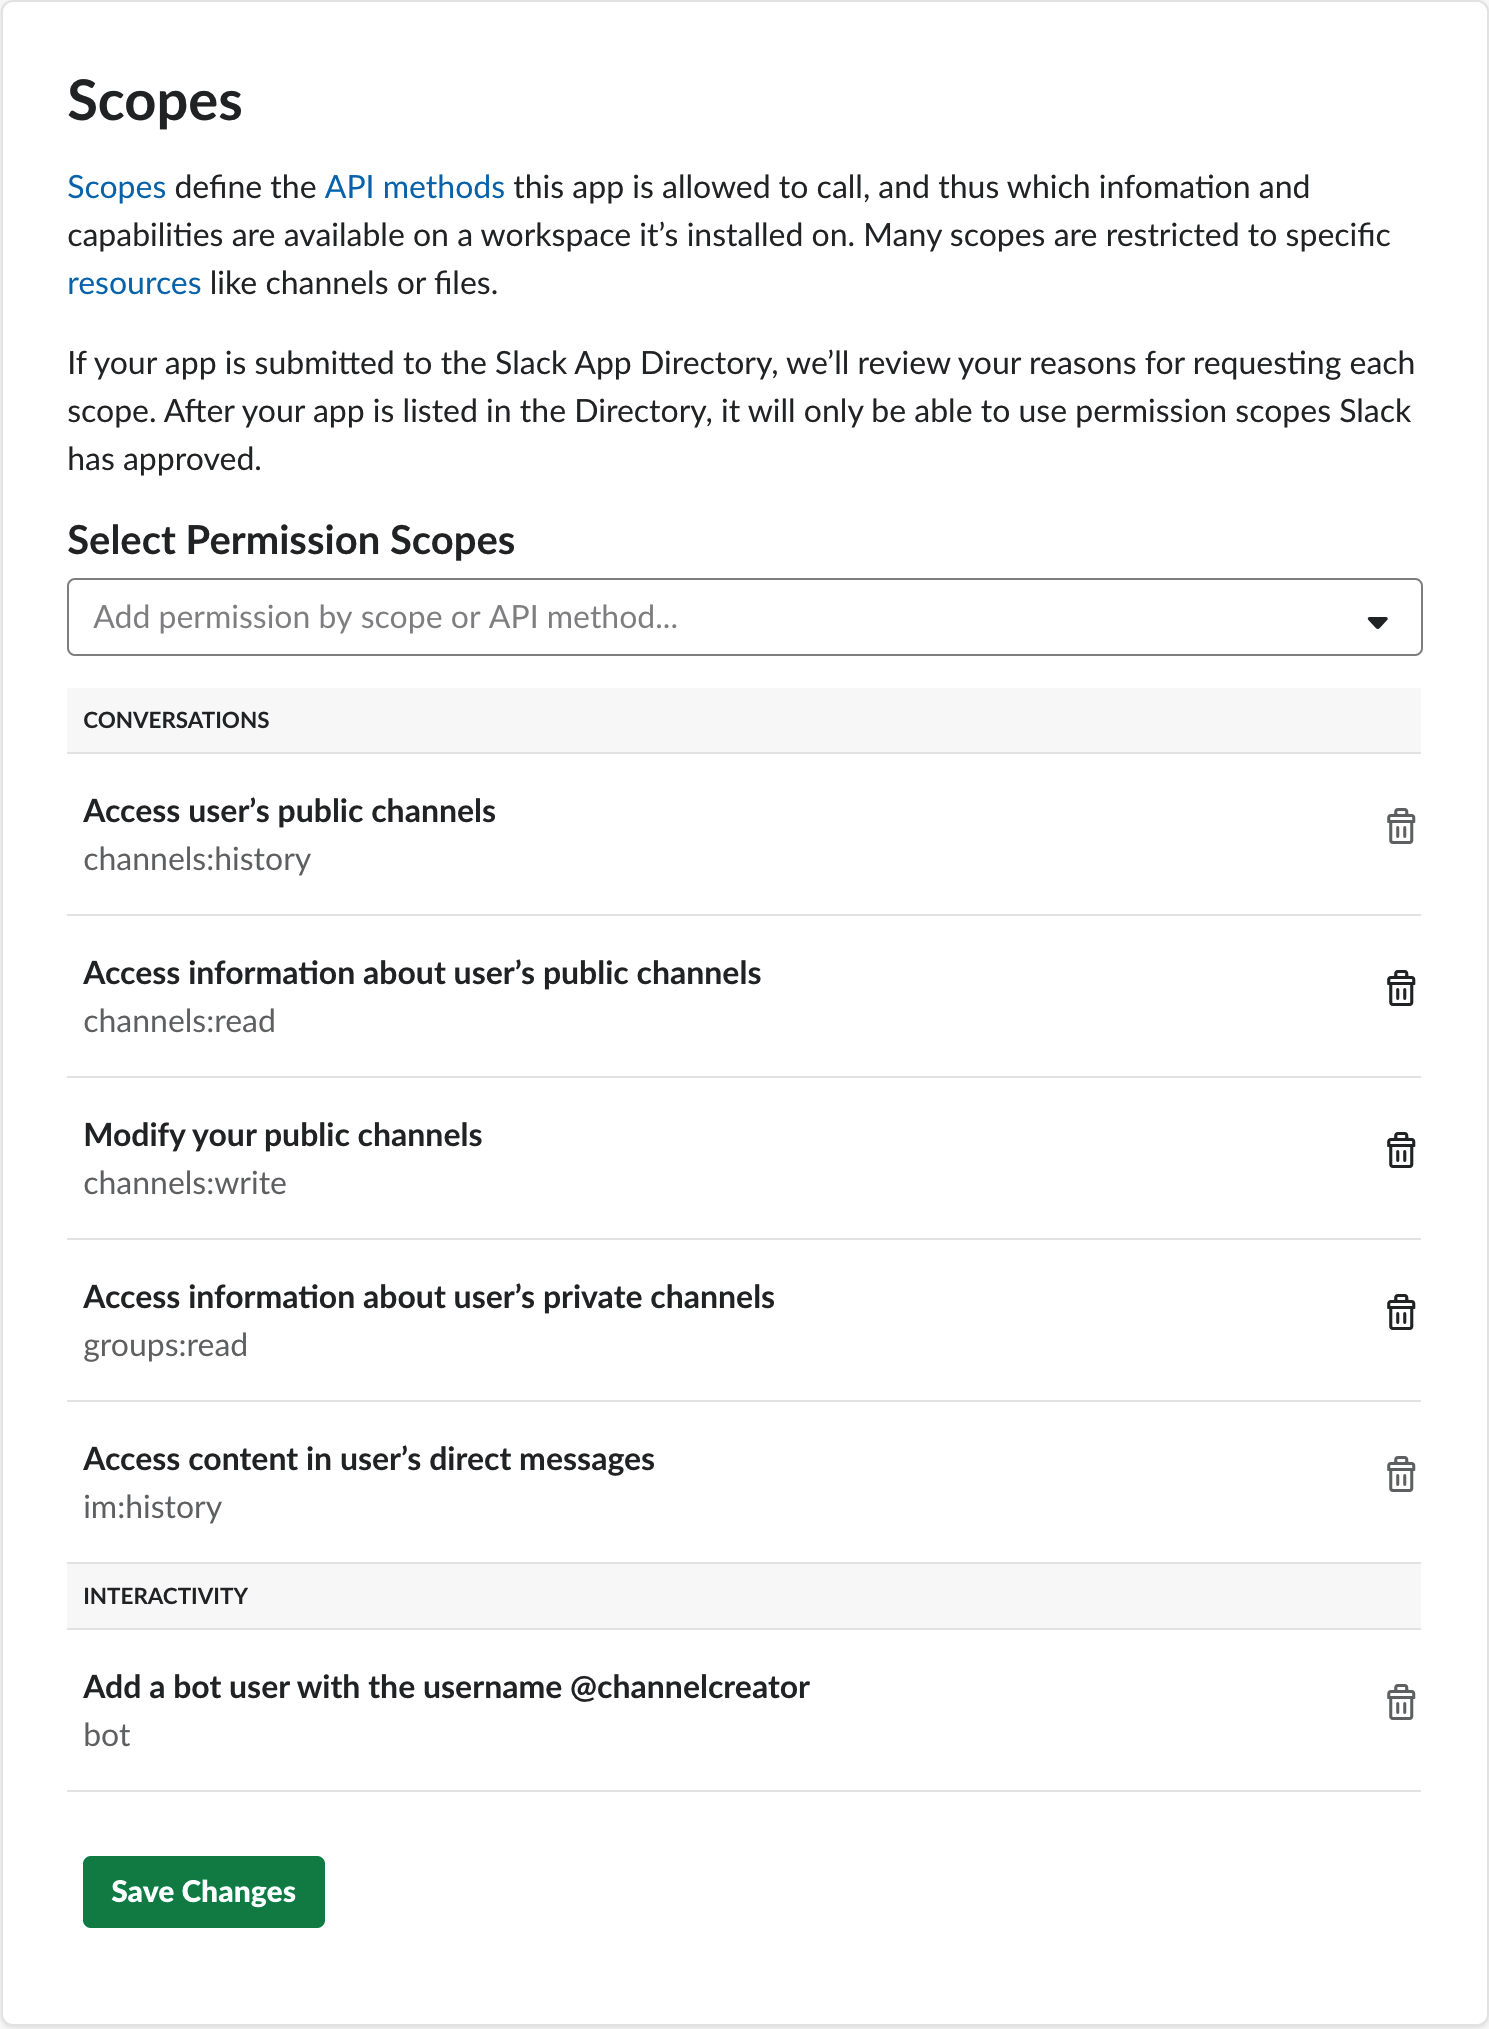 Scopes
Scopes define the API methods this app is allowed to call, and thus which infomation and
capabilities are available on a workspace it’s installed on. Many scopes are restricted to specific
resources like channels or files.
If your app is submitted to the Slack App Directory, we’ll review your reasons for requesting each
scope. After your app is listed in the Directory, it will only be able to use permission scopes Slack
has approved.
Select Permission Scopes
Add permission by scope or API method...
CONVERSATIONS
Access user’s public channels
channels:history
Access information about user’s public channels
channels:read
Modify your public channels
channels:write
Access information about user’s private channels
groups:read
Access content in user’s direct messages
im:history
INTERACTIVITY
Add a bot user with the username @channelcreator
bot
Save Changes